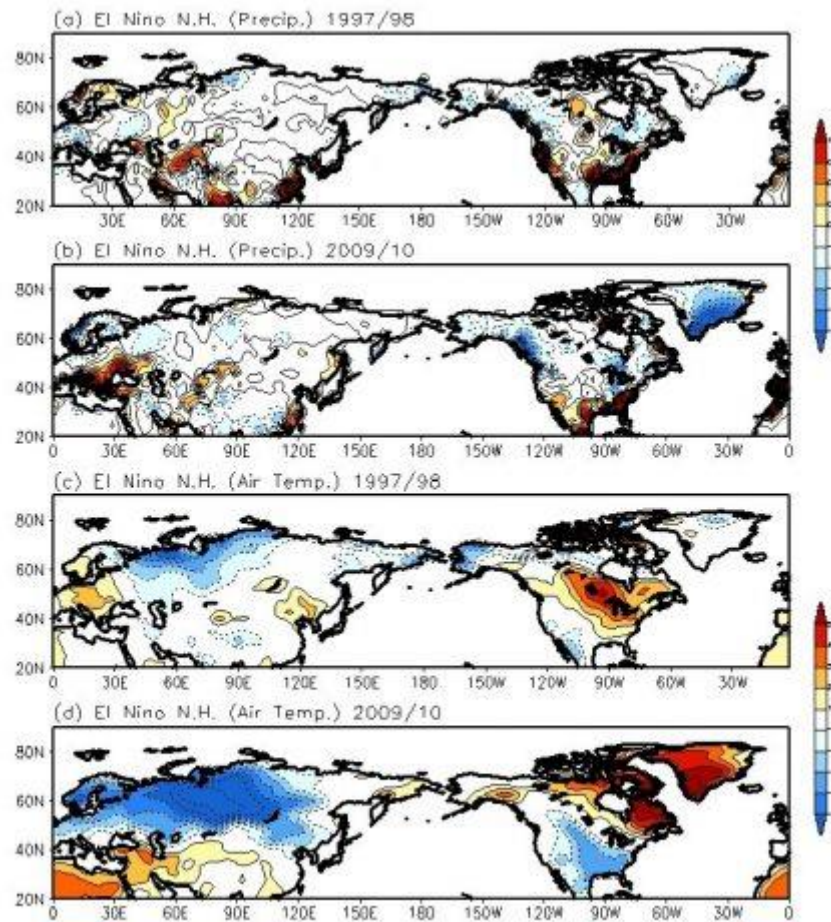 (a) El Nino N.H. (Precip.) 1997/98
80N
60N
40N
20N
30E 60E 90E 120E 150E 180 150W 120W 90W 60W 30W
(b) El Nino N.H. (Precip.) 2009/10
80N
60N
40N
20N
0 30E 60E 90E 120E 150E 180 150W 120W 90W 60W 30W 0
(c) El Nino N.H. (Air Temp.) 1997/98
80N
60N
40N
20N
0 30E 60E 90E 120E 150E 180 150W 120W 90W 60W 30W
(d) El Nino N.H. (Air Temp.) 2009/10
80N
60N
40N
20N
0 30E 60E 90E 120E 150E 180 150W 120W 90W 60W 30W 0